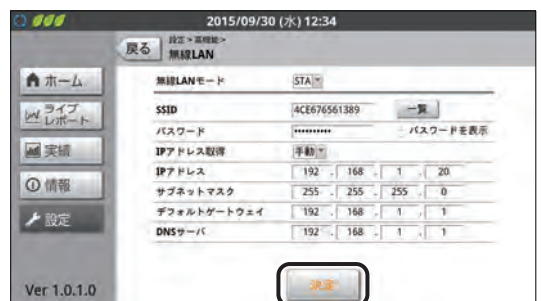 2015/09/30 (水) 12:34
戻る
設定>高機能>
無線LAN
ホーム
ライブ
レポート
実績
情報
設定
Ver 1.0.1.0
無線LANモード STA
SSID 4CE676561389 一覧
パスワード •••••••••• パスワードを表示
IPアドレス取得 手動
IPアドレス 192 . 168 . 1 . 20
サブネットマスク 255 . 255 . 255 . 0
デフォルトゲートウェイ 192 . 168 . 1 . 1
DNSサーバ 192 . 168 . 1 . 1
決定